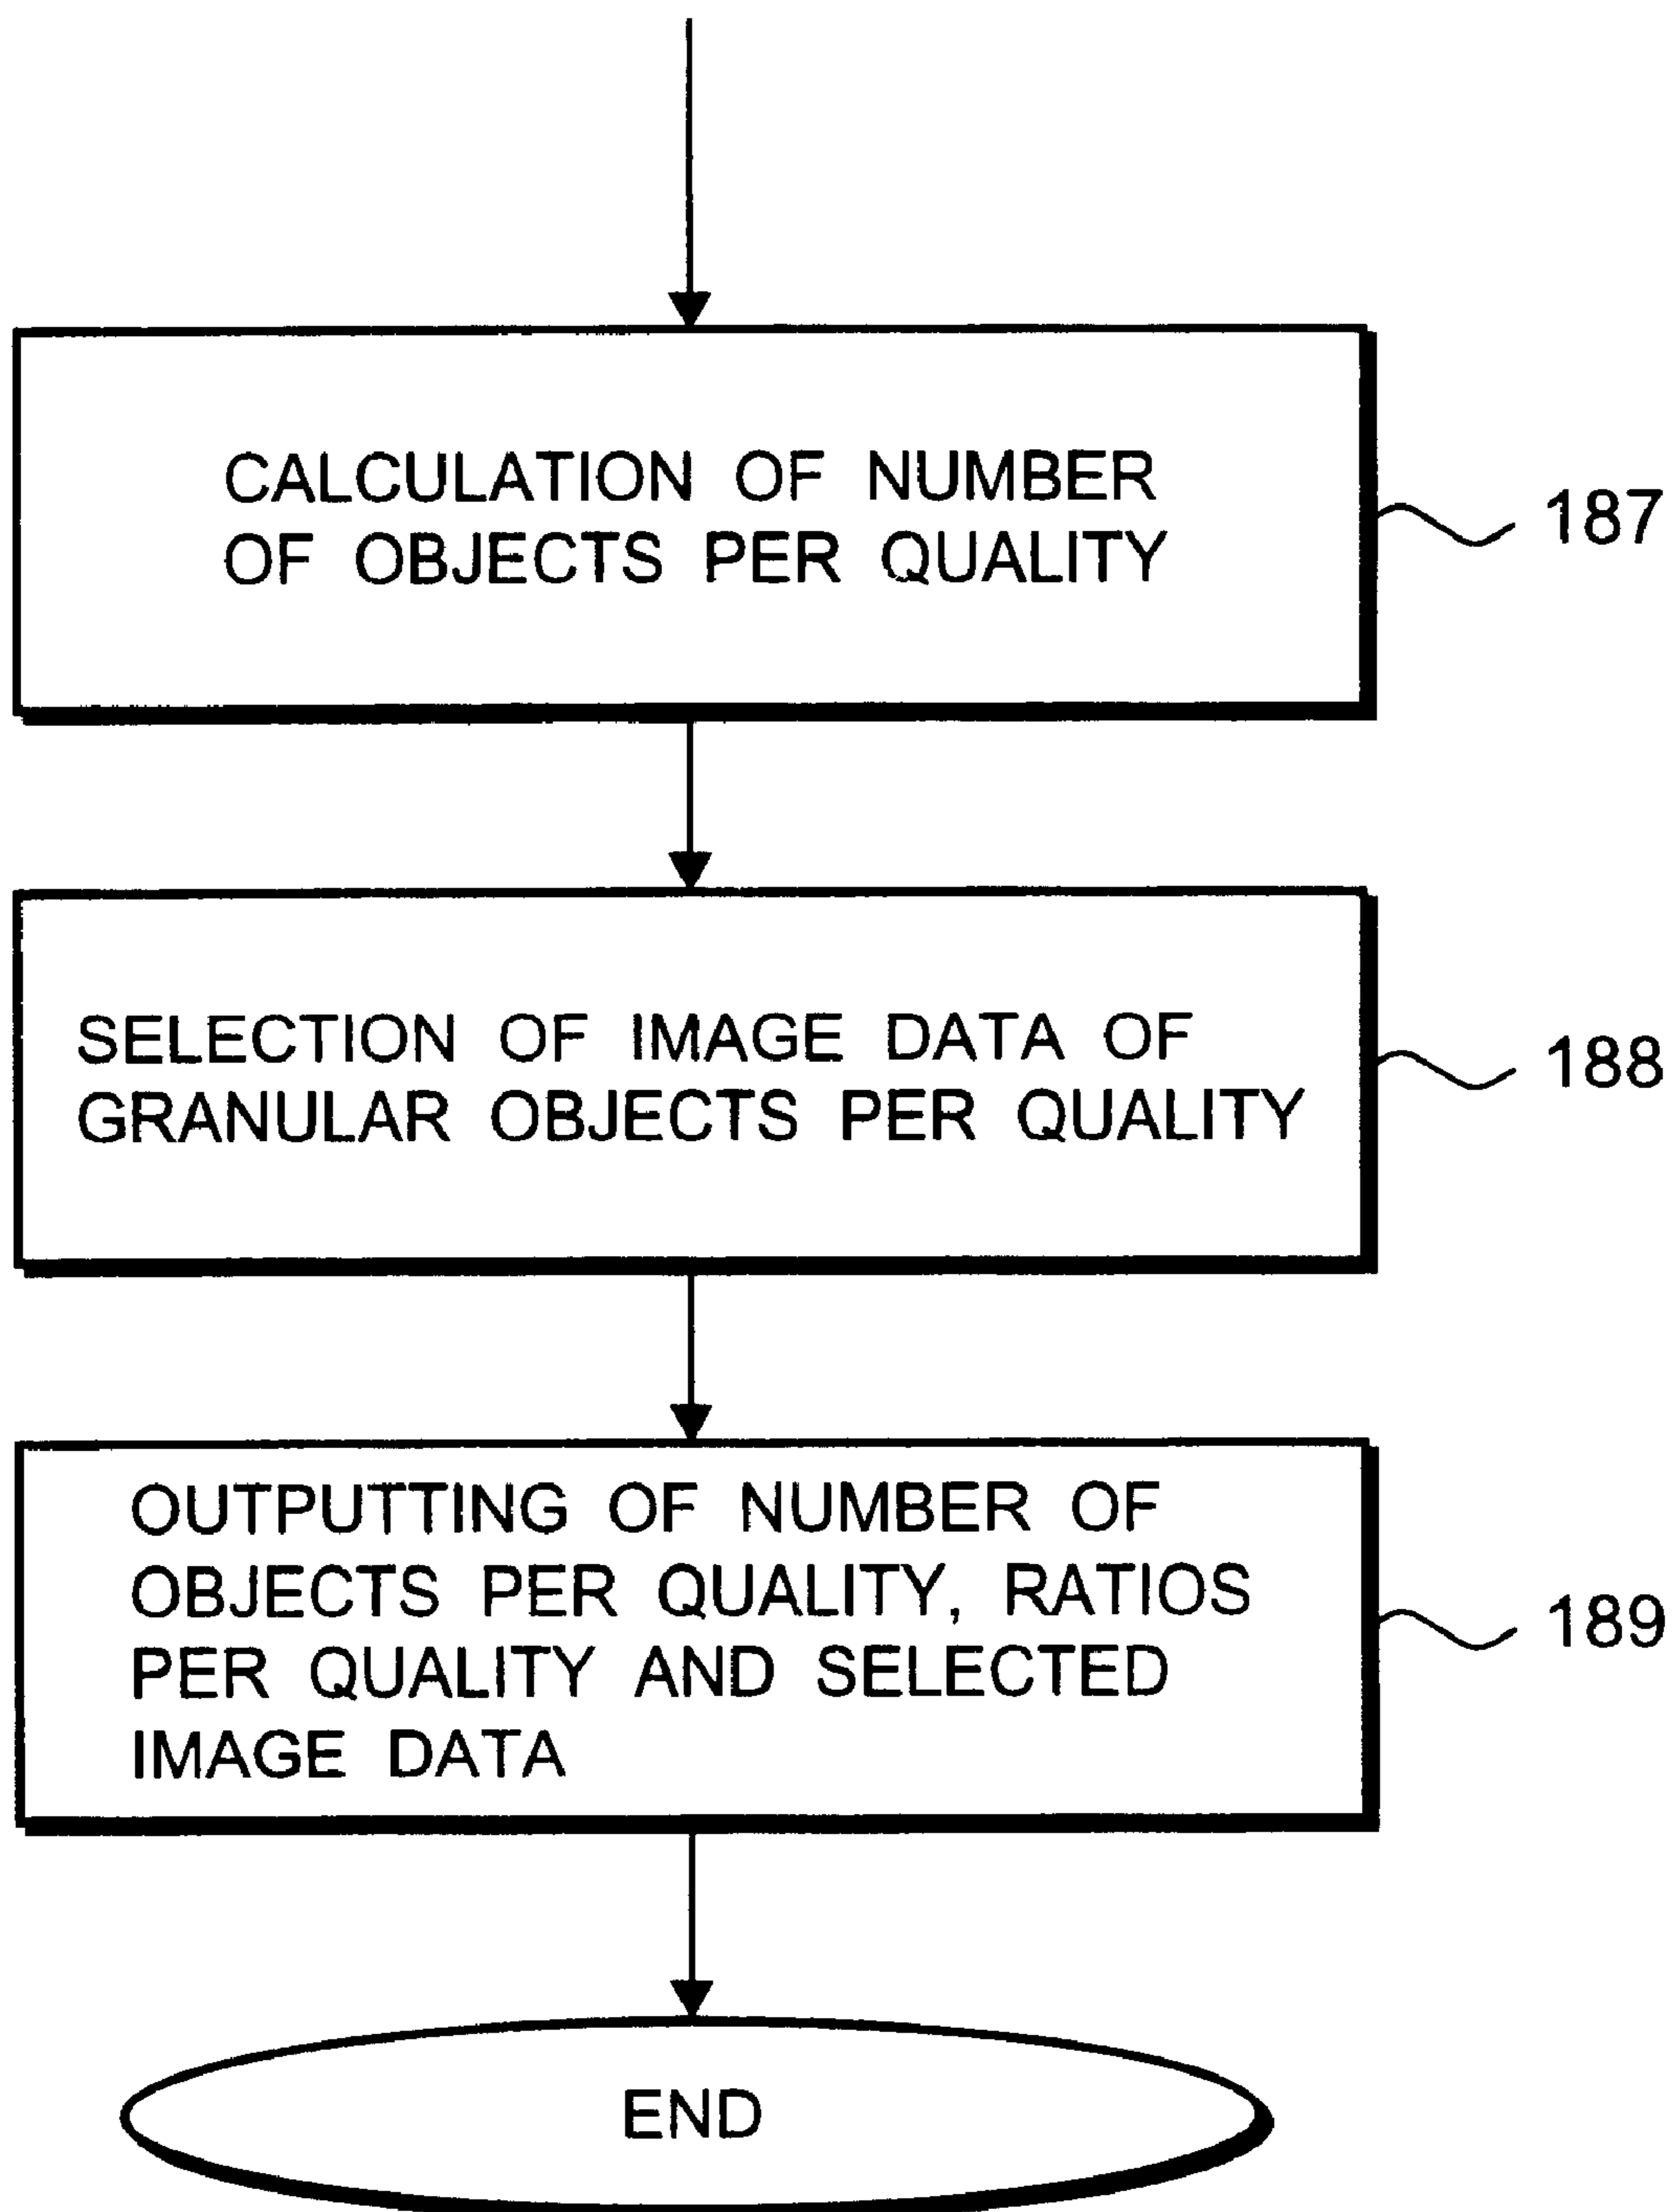 CALCULATION OF NUMBER
OF OBJECTS PER QUALITY
187
SELECTION OF IMAGE DATA OF
GRANULAR OBJECTS PER QUALITY
188
OUTPUTTING OF NUMBER OF
OBJECTS PER QUALITY, RATIOS
PER QUALITY AND SELECTED
IMAGE DATA
189
END